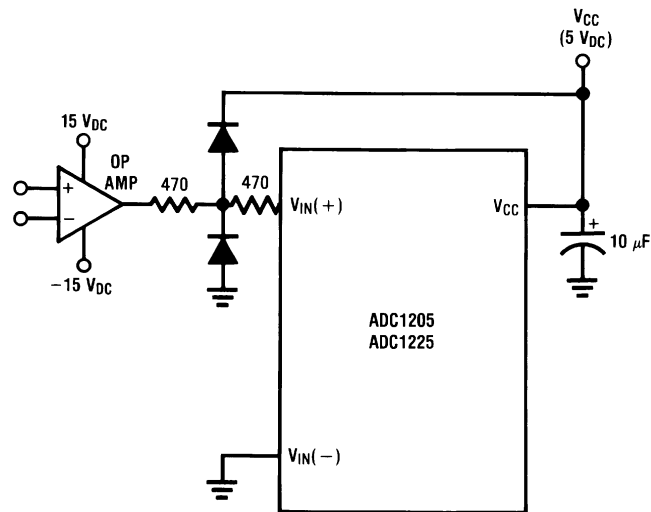 VCC
(5 VDC)
15 VDC
OP
AMP
470
470
+
−
−15 VDC
VIN(+)
VCC
+
10 µF
ADC1205
ADC1225
VIN(−)